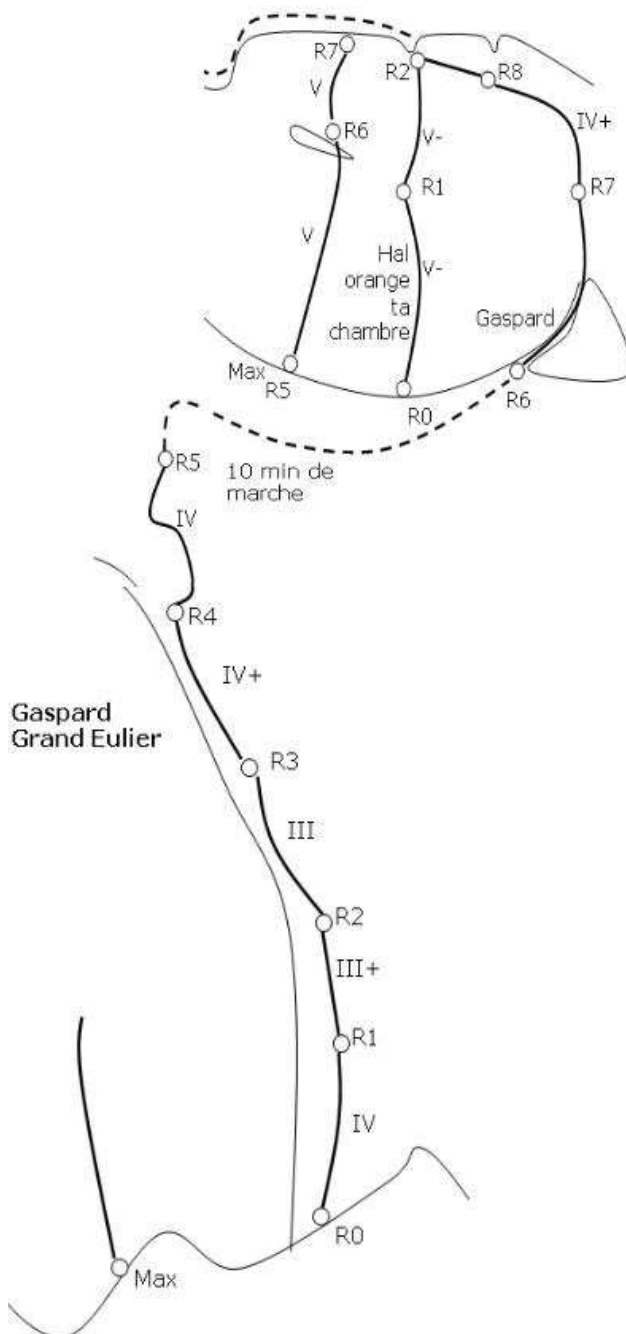 R7
R2
R8
V
IV+
R6
V-
R1
R7
V
Hal
orange
ta
chambre
V-
Gaspard
Max
R5
R0
R6
R5
10 min de
marche
IV
R4
IV+
Gaspard
Grand Eulier
R3
III
R2
III+
R1
IV
R0
Max